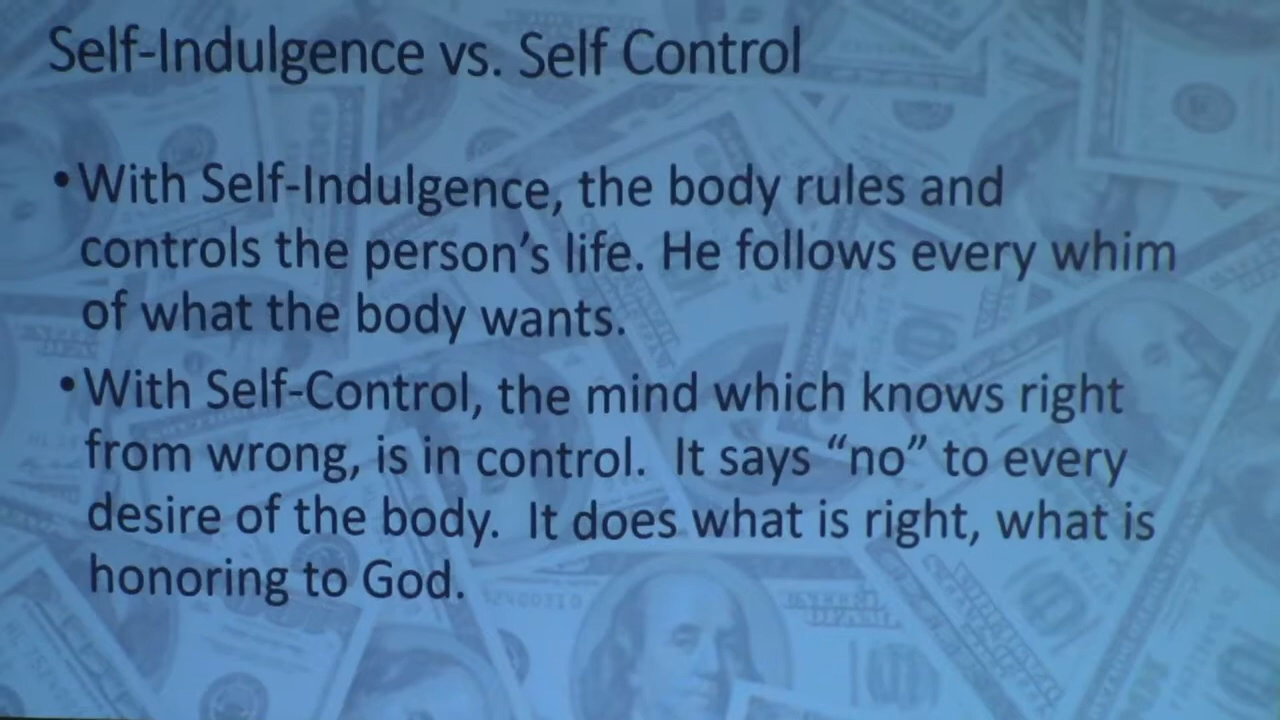 Self-Indulgence vs. Self Control
•With Self-Indulgence, the body rules and
controls the person's life. He follows every whim
of what the body wants.
•With Self-Control, the mind which knows right
from wrong, is in control.  It says “no” to every
desire of the body.  It does what is right, what is
honoring to God.